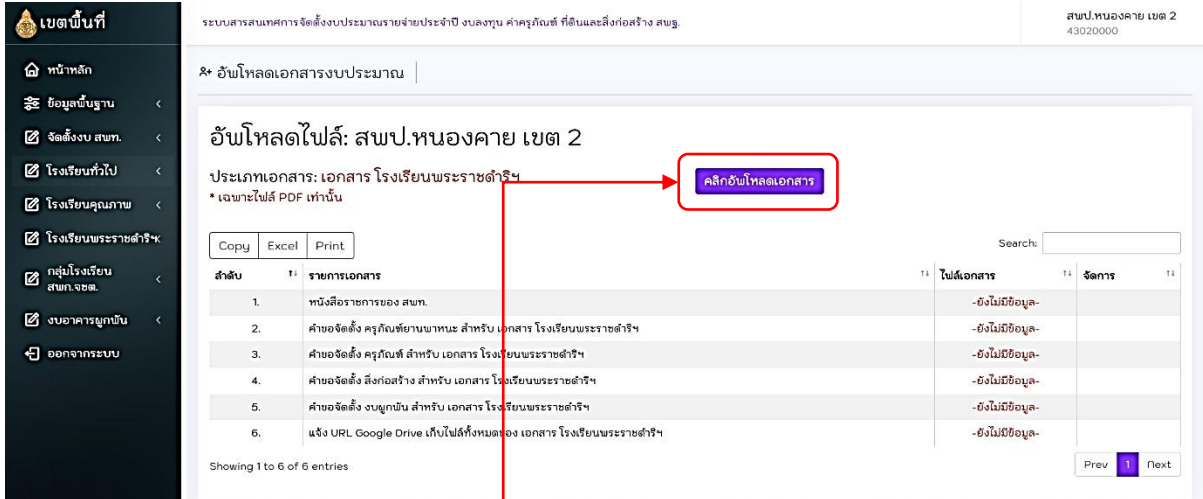 เขตพื้นที่
ระบบสารสนเทศการจัดตั้งงบประมาณรายจ่ายประจำปี งบลงทุน ค่าครุภัณฑ์ ที่ดินและสิ่งก่อสร้าง สพฐ.
สพป.หนองคาย เขต 2
43020000
หน้าหลัก
ข้อมูลพื้นฐาน
จัดตั้งงบ สพท.
โรงเรียนทั่วไป
โรงเรียนคุณภาพ
โรงเรียนพระราชดำริฯ
กลุ่มโรงเรียน
สพก.จชต.
งบอาคารผูกพัน
ออกจากระบบ
อัพโหลดเอกสารงบประมาณ
อัพโหลดไฟล์: สพป.หนองคาย เขต 2
ประเภทเอกสาร: เอกสาร โรงเรียนพระราชดำริฯ
* เฉพาะไฟล์ PDF เท่านั้น
คลิกอัพโหลดเอกสาร
Copy Excel Print
Search:
ลำดับ รายการเอกสาร ไฟล์เอกสาร จัดการ
1. หนังสือราชการของ สพท. -ยังไม่มีข้อมูล-
2. คำขอจัดตั้ง ครุภัณฑ์ยานพาหนะ สำหรับ เอกสาร โรงเรียนพระราชดำริฯ -ยังไม่มีข้อมูล-
3. คำขอจัดตั้ง ครุภัณฑ์ สำหรับ เอกสาร โรงเรียนพระราชดำริฯ -ยังไม่มีข้อมูล-
4. คำขอจัดตั้ง สิ่งก่อสร้าง สำหรับ เอกสาร โรงเรียนพระราชดำริฯ -ยังไม่มีข้อมูล-
5. คำขอจัดตั้ง งบผูกพัน สำหรับ เอกสาร โรงเรียนพระราชดำริฯ -ยังไม่มีข้อมูล-
6. แจ้ง URL Google Drive เก็บไฟล์ทั้งหมดของ เอกสาร โรงเรียนพระราชดำริฯ -ยังไม่มีข้อมูล-
Showing 1 to 6 of 6 entries
Prev 1 Next